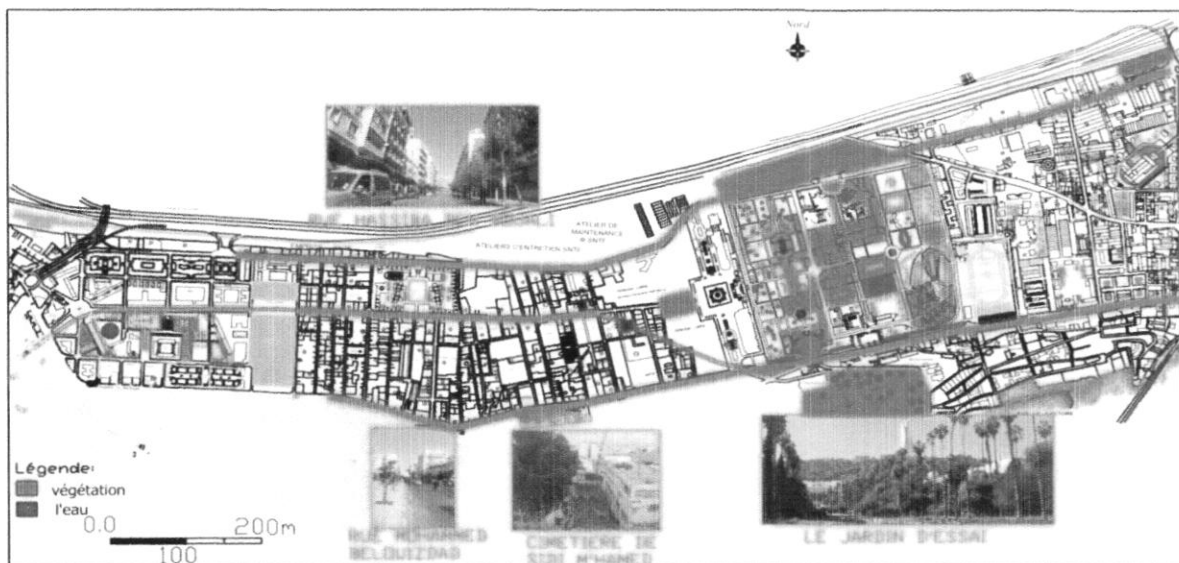 Nord
RUE HASSIBA
ATELIER DE
MAINTENANCE
ATELIERS D'ENTRETIEN SNTF
Légende:
végétation
l'eau
0.0 200m
100
RUE MOHAMMED
BELOUIZDAD
CIMETIERE DE
SIDI M'HAMED
LE JARDIN D'ESSAI